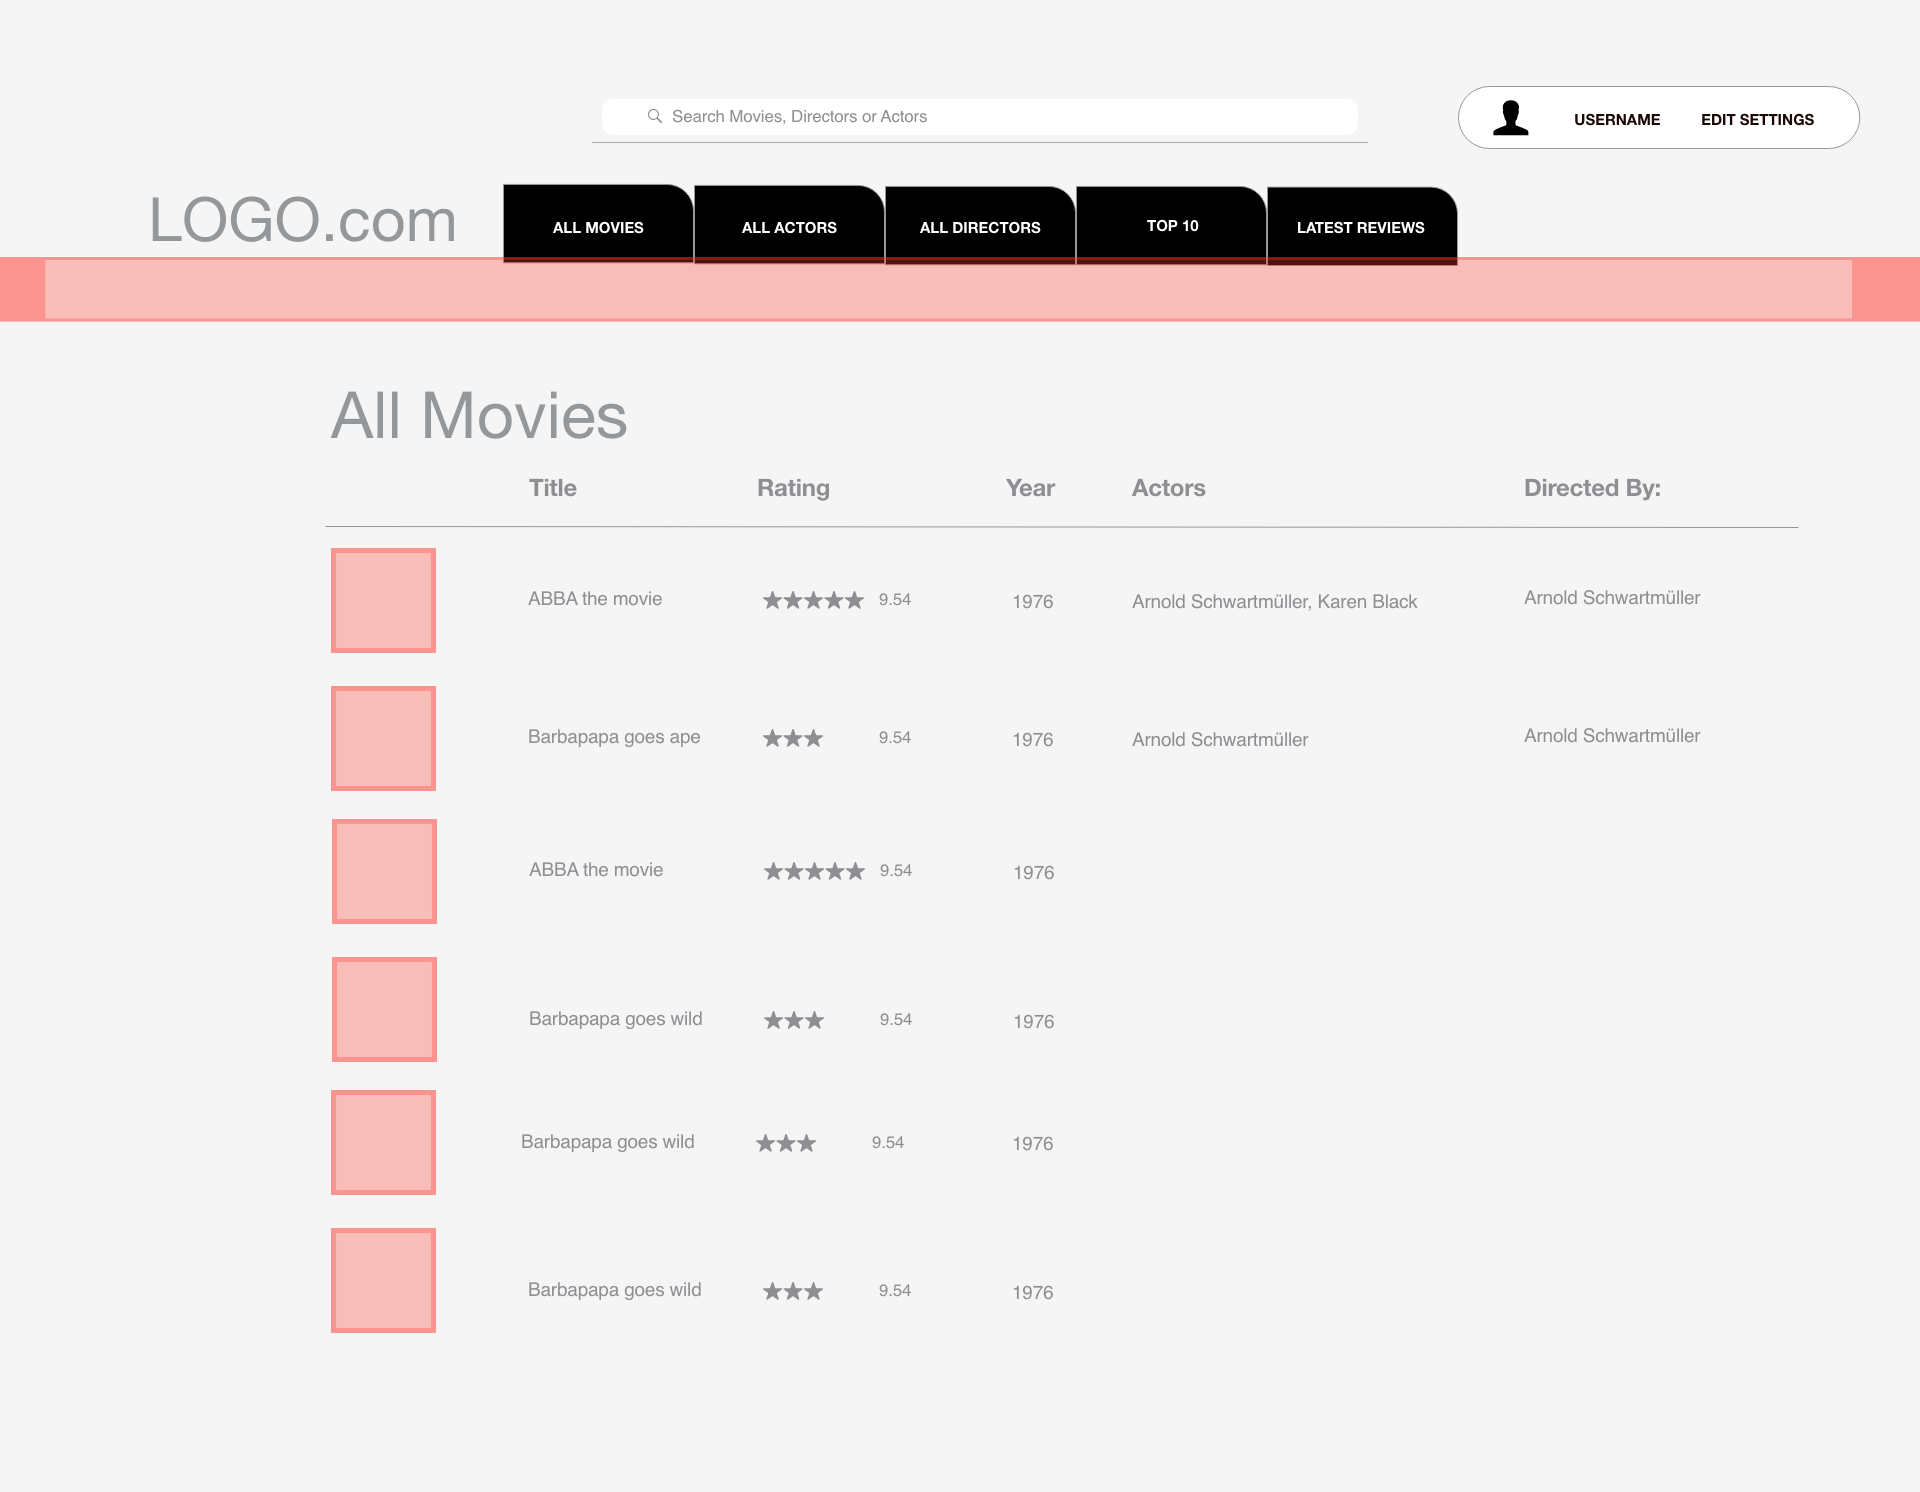 Search Movies, Directors or Actors
USERNAME EDIT SETTINGS
LOGO.com
ALL MOVIES ALL ACTORS ALL DIRECTORS TOP 10 LATEST REVIEWS
All Movies
Title Rating Year Actors Directed By:
ABBA the movie ★★★★★ 9.54 1976 Arnold Schwartmüller, Karen Black Arnold Schwartmüller
Barbapapa goes ape ★★★ 9.54 1976 Arnold Schwartmüller Arnold Schwartmüller
ABBA the movie ★★★★★ 9.54 1976
Barbapapa goes wild ★★★ 9.54 1976
Barbapapa goes wild ★★★ 9.54 1976
Barbapapa goes wild ★★★ 9.54 1976